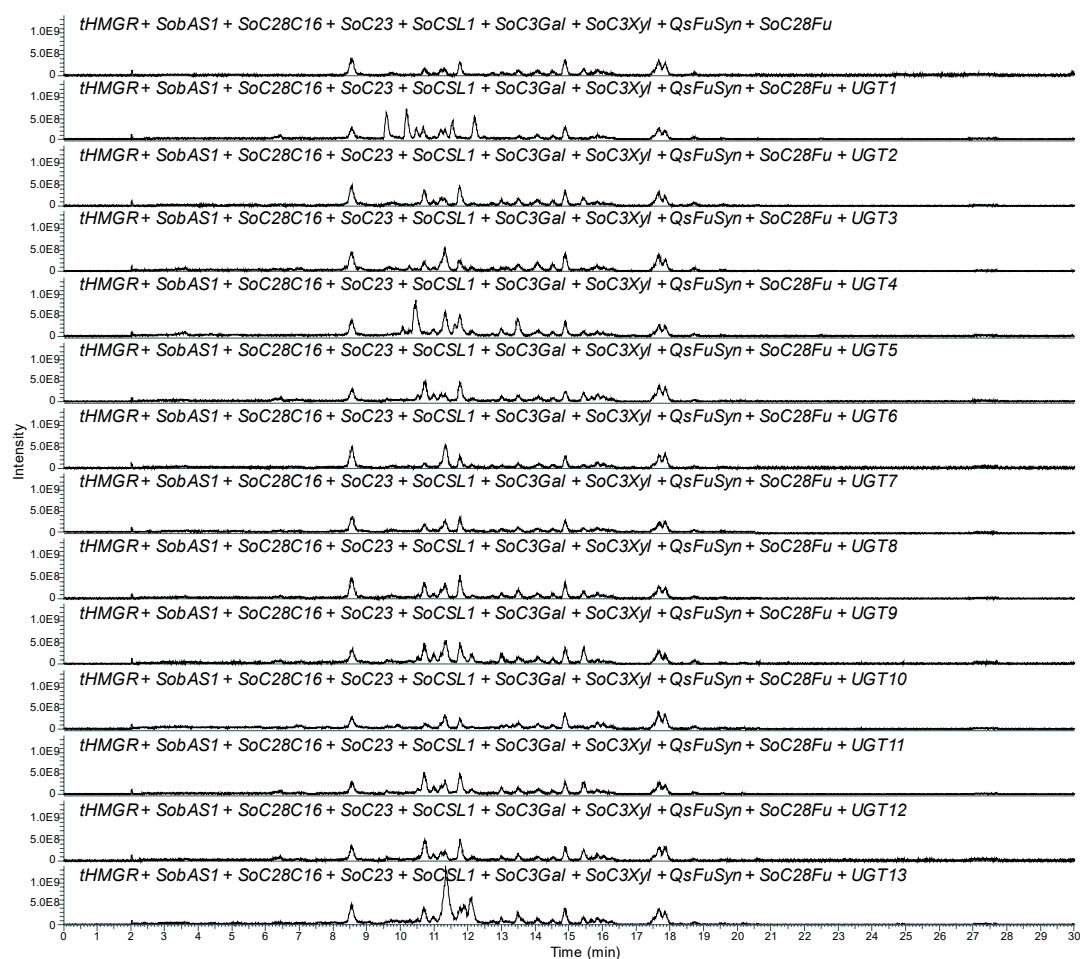 tHMGR + SobAS1 + SoC28C16 + SoC23 + SoCSL1 + SoC3Gal + SoC3Xyl + QsFuSyn + SoC28Fu
1.0E9
5.0E8
0
tHMGR + SobAS1 + SoC28C16 + SoC23 + SoCSL1 + SoC3Gal + SoC3Xyl + QsFuSyn + SoC28Fu + UGT1
1.0E9
5.0E8
0
tHMGR + SobAS1 + SoC28C16 + SoC23 + SoCSL1 + SoC3Gal + SoC3Xyl + QsFuSyn + SoC28Fu + UGT2
1.0E9
5.0E8
0
tHMGR + SobAS1 + SoC28C16 + SoC23 + SoCSL1 + SoC3Gal + SoC3Xyl + QsFuSyn + SoC28Fu + UGT3
1.0E9
5.0E8
0
tHMGR + SobAS1 + SoC28C16 + SoC23 + SoCSL1 + SoC3Gal + SoC3Xyl + QsFuSyn + SoC28Fu + UGT4
1.0E9
5.0E8
0
tHMGR + SobAS1 + SoC28C16 + SoC23 + SoCSL1 + SoC3Gal + SoC3Xyl + QsFuSyn + SoC28Fu + UGT5
1.0E9
5.0E8
0
tHMGR + SobAS1 + SoC28C16 + SoC23 + SoCSL1 + SoC3Gal + SoC3Xyl + QsFuSyn + SoC28Fu + UGT6
1.0E9
5.0E8
0
Intensity
tHMGR + SobAS1 + SoC28C16 + SoC23 + SoCSL1 + SoC3Gal + SoC3Xyl + QsFuSyn + SoC28Fu + UGT7
1.0E9
5.0E8
0
tHMGR + SobAS1 + SoC28C16 + SoC23 + SoCSL1 + SoC3Gal + SoC3Xyl + QsFuSyn + SoC28Fu + UGT8
1.0E9
5.0E8
0
tHMGR + SobAS1 + SoC28C16 + SoC23 + SoCSL1 + SoC3Gal + SoC3Xyl + QsFuSyn + SoC28Fu + UGT9
1.0E9
5.0E8
0
tHMGR + SobAS1 + SoC28C16 + SoC23 + SoCSL1 + SoC3Gal + SoC3Xyl + QsFuSyn + SoC28Fu + UGT10
1.0E9
5.0E8
0
tHMGR + SobAS1 + SoC28C16 + SoC23 + SoCSL1 + SoC3Gal + SoC3Xyl + QsFuSyn + SoC28Fu + UGT11
1.0E9
5.0E8
0
tHMGR + SobAS1 + SoC28C16 + SoC23 + SoCSL1 + SoC3Gal + SoC3Xyl + QsFuSyn + SoC28Fu + UGT12
1.0E9
5.0E8
0
tHMGR + SobAS1 + SoC28C16 + SoC23 + SoCSL1 + SoC3Gal + SoC3Xyl + QsFuSyn + SoC28Fu + UGT13
1.0E9
5.0E8
0
0 1 2 3 4 5 6 7 8 9 10 11 12 13 14 15 16 17 18 19 20 21 22 23 24 25 26 27 28 29 30
Time (min)